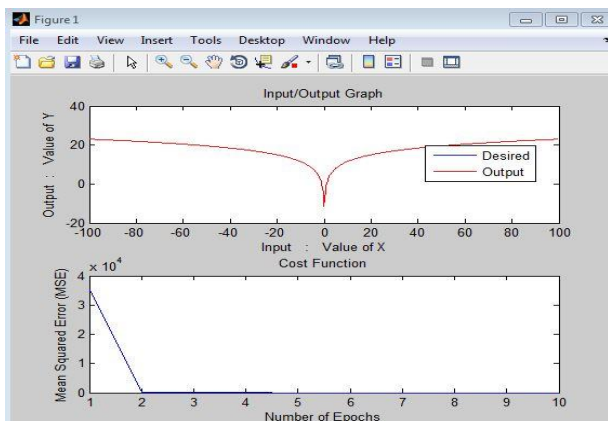 Figure 1
File Edit View Insert Tools Desktop Window Help
Input/Output Graph
Output : Value of Y
40
20
0
-20
Desired
Output
-100 -80 -60 -40 -20 0 20 40 60 80 100
Input : Value of X
Cost Function
x 10^4
Mean Squared Error (MSE)
4
3
2
1
0
1 2 3 4 5 6 7 8 9 10
Number of Epochs